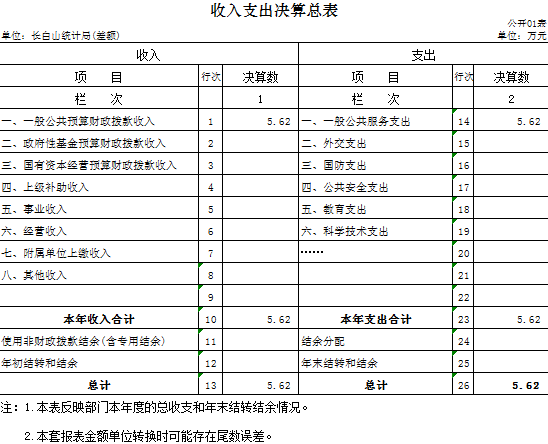 收入支出决算总表
公开01表
单位：长白山统计局(差额) 单位：万元
收入 支出
项 目 行次 决算数 项 目 行次 决算数
栏 次 1 栏 次 2
一、一般公共预算财政拨款收入 1 5.62 一、一般公共服务支出 14 5.62
二、政府性基金预算财政拨款收入 2 二、外交支出 15
三、国有资本经营预算财政拨款收入 3 三、国防支出 16
四、上级补助收入 4 四、公共安全支出 17
五、事业收入 5 五、教育支出 18
六、经营收入 6 六、科学技术支出 19
七、附属单位上缴收入 7 …… 20
八、其他收入 8 21
9 22
本年收入合计 10 5.62 本年支出合计 23 5.62
使用非财政拨款结余(含专用结余) 11 结余分配 24
年初结转和结余 12 年末结转和结余 25
总计 13 5.62 总计 26 5.62
注：1.本表反映部门本年度的总收支和年末结转结余情况。
2.本套报表金额单位转换时可能存在尾数误差。